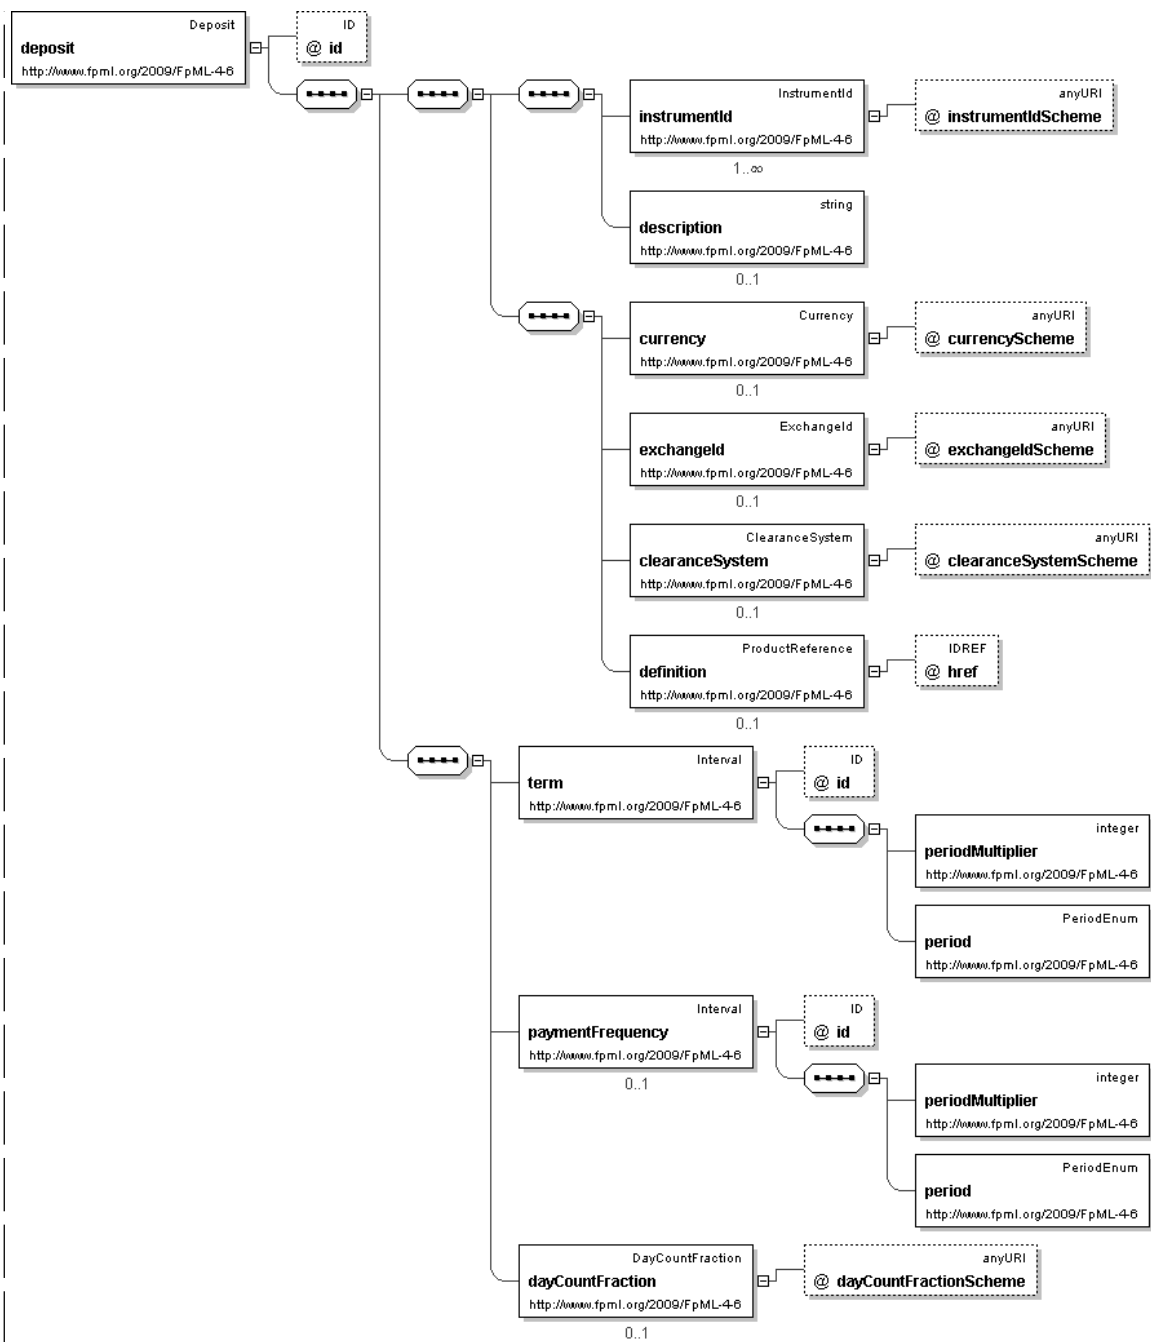 Deposit
deposit
http://www.fpml.org/2009/FpML-4-6
ID
@ id
InstrumentId
instrumentId
http://www.fpml.org/2009/FpML-4-6
1..∞
anyURI
@ instrumentIdScheme
string
description
http://www.fpml.org/2009/FpML-4-6
0..1
Currency
currency
http://www.fpml.org/2009/FpML-4-6
0..1
anyURI
@ currencyScheme
ExchangeId
exchangeId
http://www.fpml.org/2009/FpML-4-6
0..1
anyURI
@ exchangeIdScheme
ClearanceSystem
clearanceSystem
http://www.fpml.org/2009/FpML-4-6
0..1
anyURI
@ clearanceSystemScheme
ProductReference
definition
http://www.fpml.org/2009/FpML-4-6
0..1
IDREF
@ href
Interval
term
http://www.fpml.org/2009/FpML-4-6
ID
@ id
integer
periodMultiplier
http://www.fpml.org/2009/FpML-4-6
PeriodEnum
period
http://www.fpml.org/2009/FpML-4-6
Interval
paymentFrequency
http://www.fpml.org/2009/FpML-4-6
0..1
ID
@ id
integer
periodMultiplier
http://www.fpml.org/2009/FpML-4-6
PeriodEnum
period
http://www.fpml.org/2009/FpML-4-6
DayCountFraction
dayCountFraction
http://www.fpml.org/2009/FpML-4-6
0..1
anyURI
@ dayCountFractionScheme